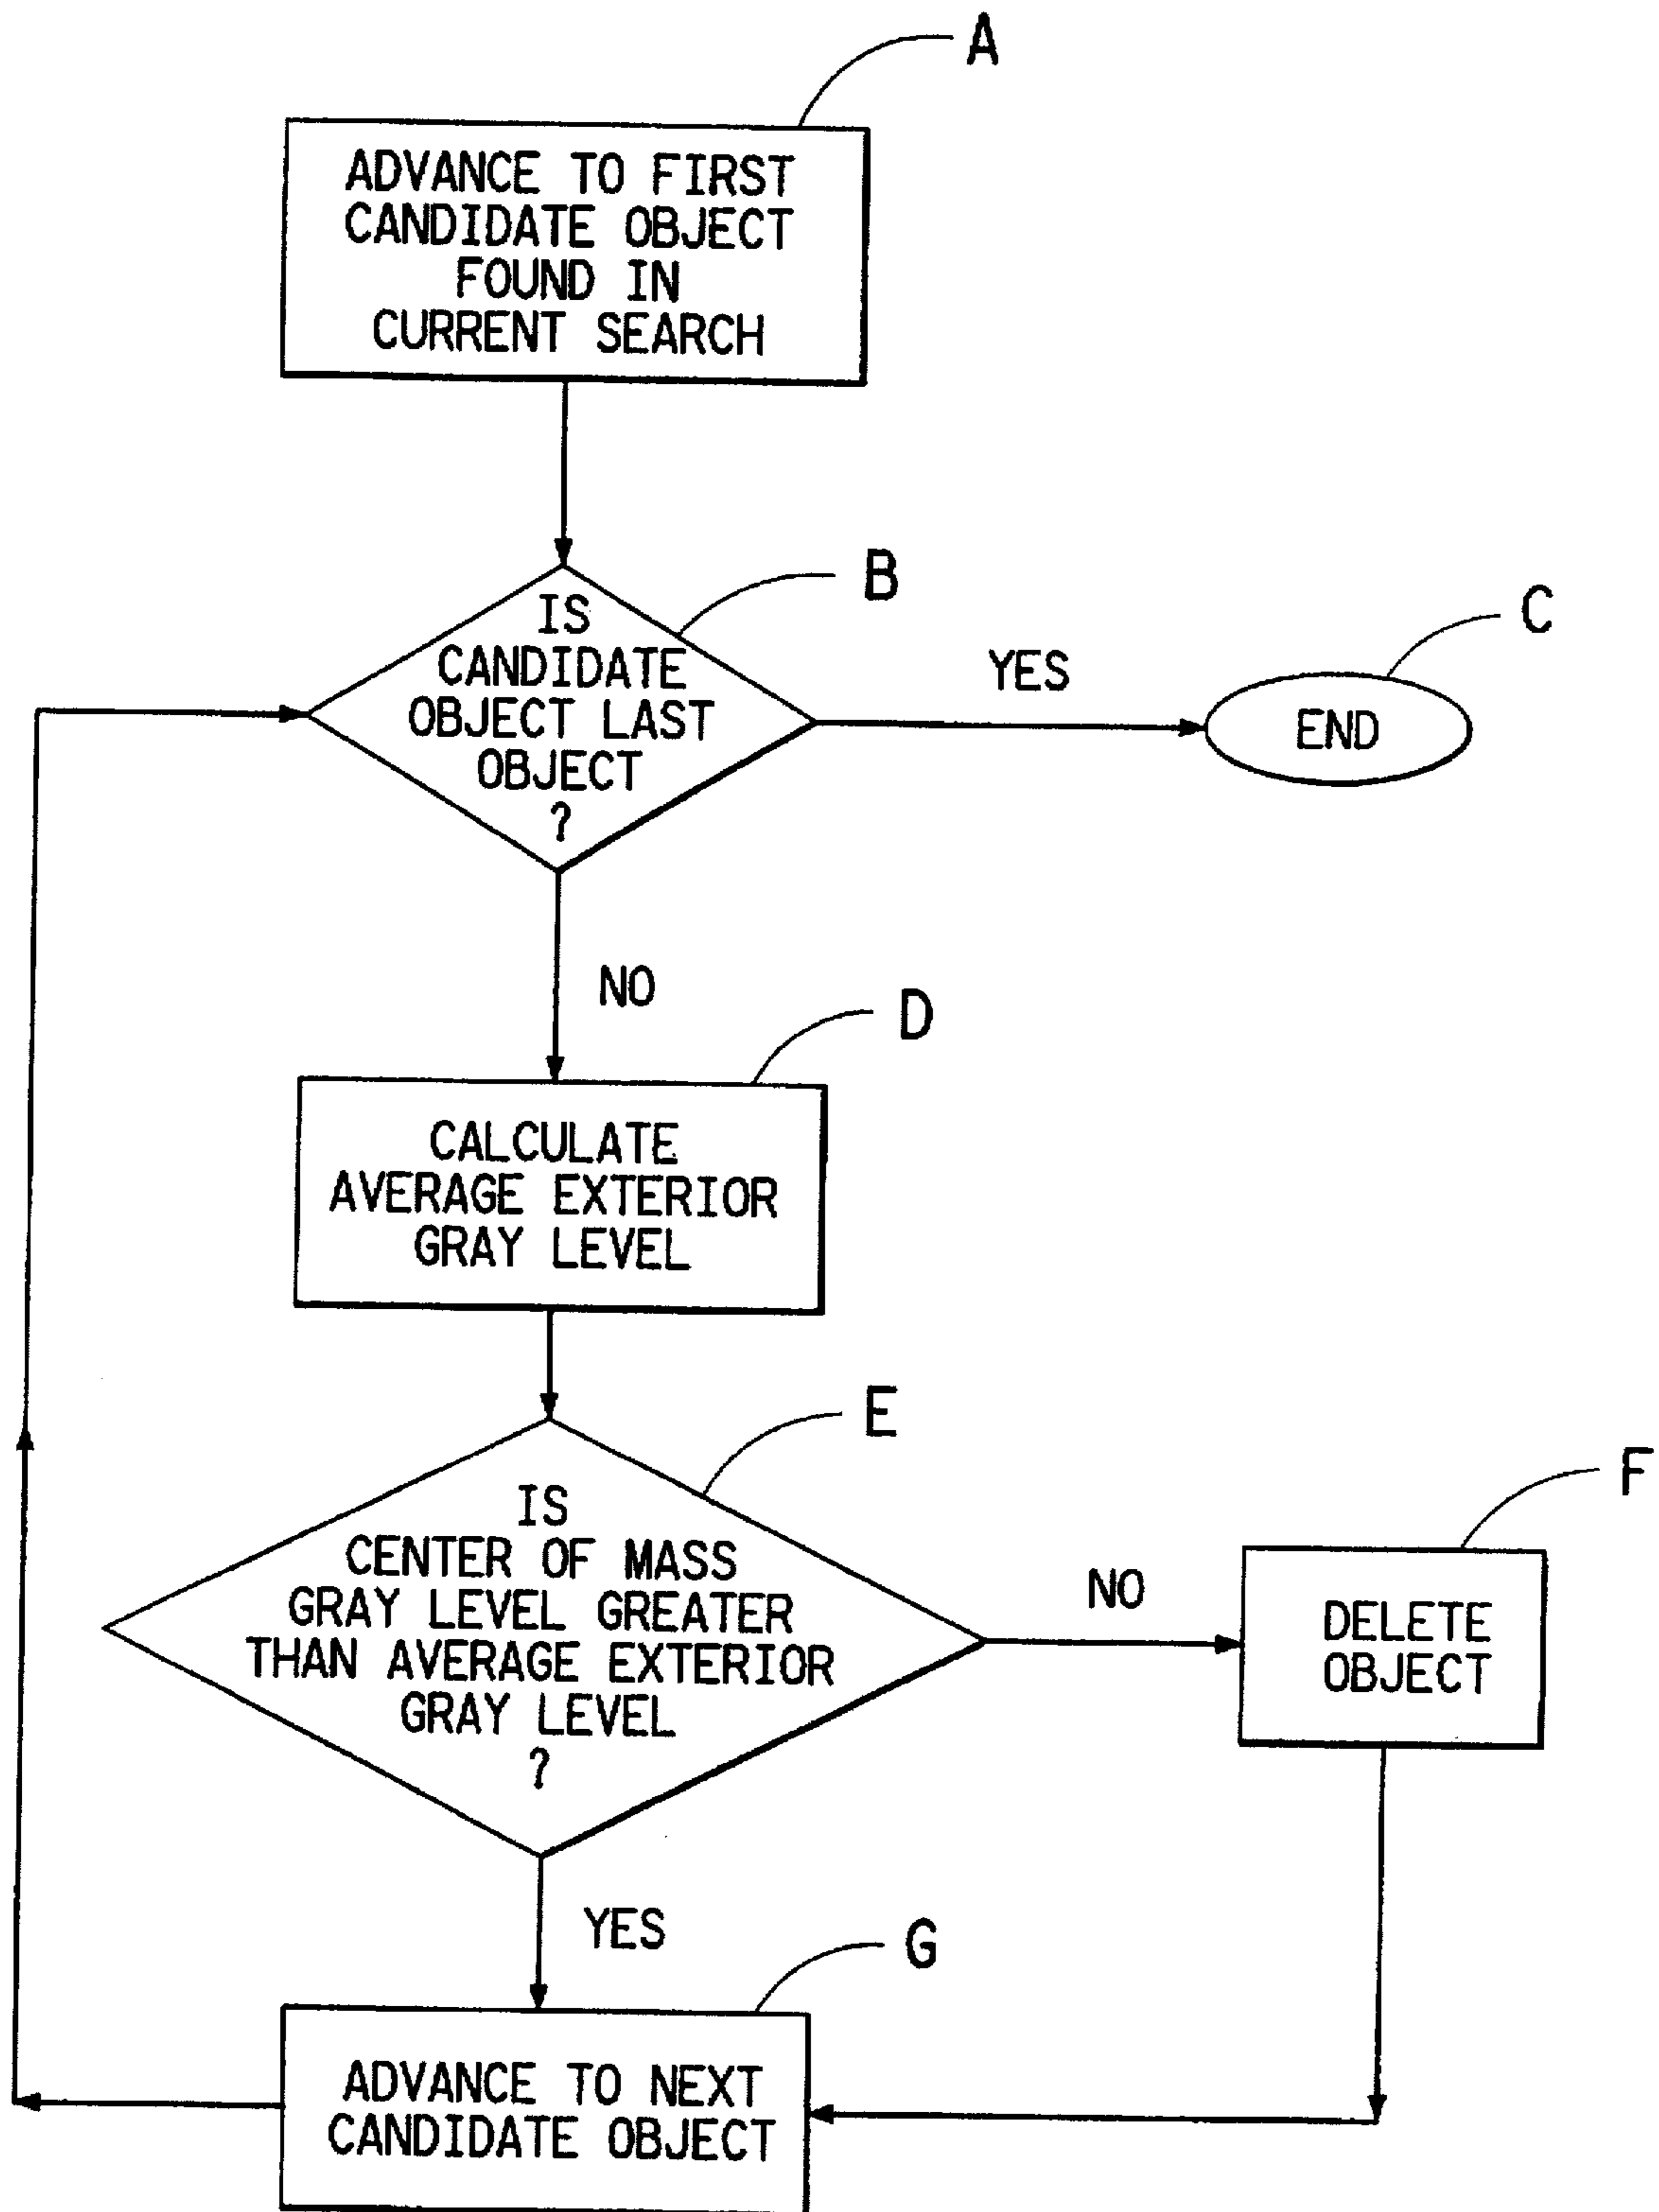 A
ADVANCE TO FIRST
CANDIDATE OBJECT
FOUND IN
CURRENT SEARCH
B
IS
CANDIDATE
OBJECT LAST
OBJECT
?
YES
C
END
NO
D
CALCULATE
AVERAGE EXTERIOR
GRAY LEVEL
E
IS
CENTER OF MASS
GRAY LEVEL GREATER
THAN AVERAGE EXTERIOR
GRAY LEVEL
?
NO
F
DELETE
OBJECT
YES
G
ADVANCE TO NEXT
CANDIDATE OBJECT